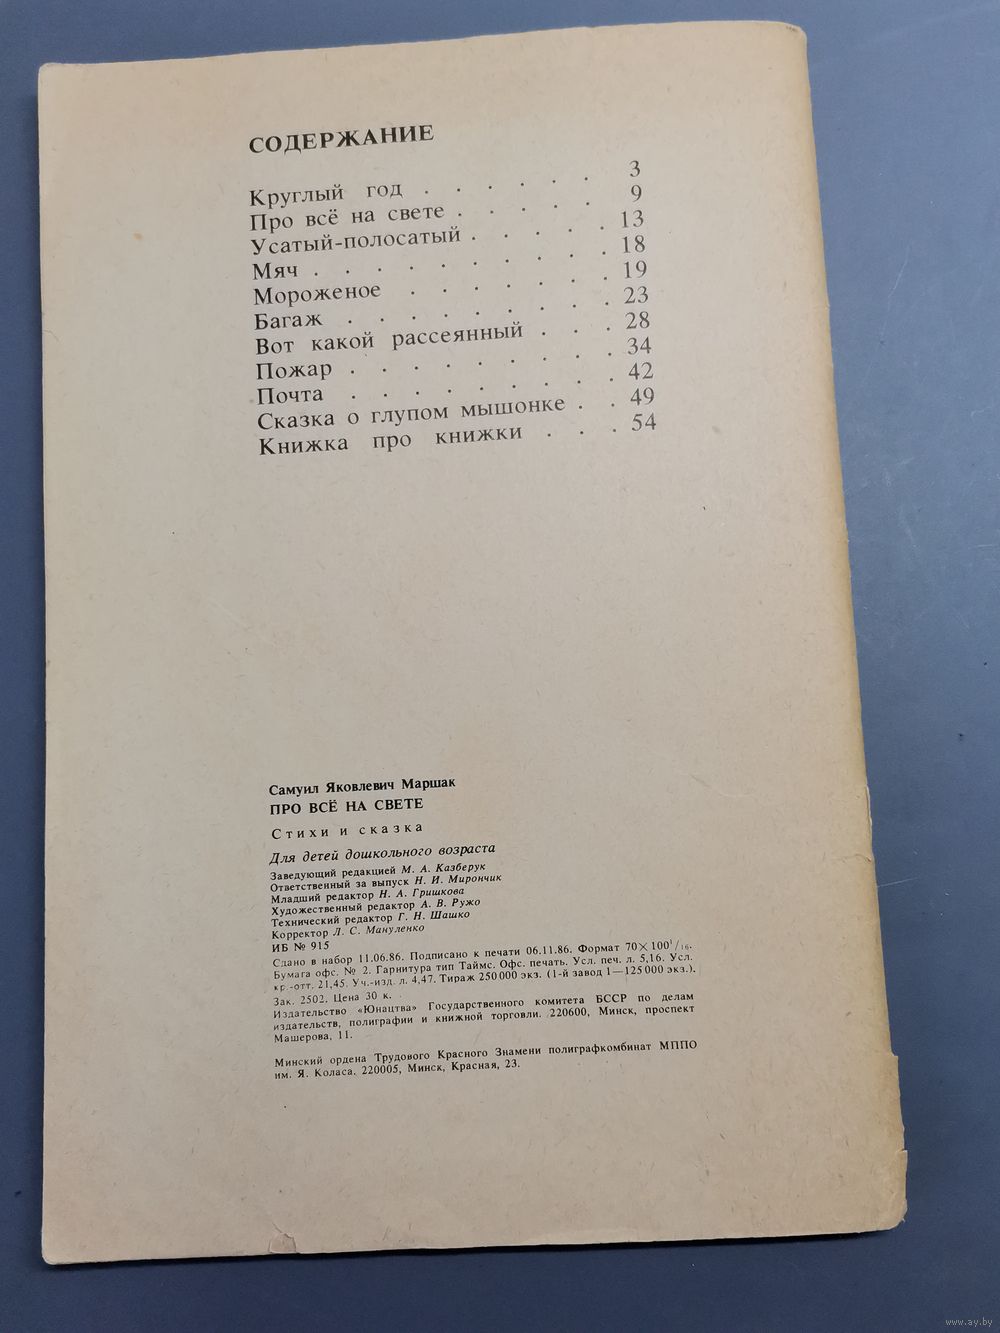 СОДЕРЖАНИЕ
Круглый год . . . . . . 3
Про всё на свете . . . . . 9
Усатый-полосатый . . . . . 13
Мяч . . . . . . . . . 18
Мороженое . . . . . . 19
Багаж . . . . . . . . 23
Вот какой рассеянный . . . 28
Пожар . . . . . . . . 34
Почта . . . . . . . . 42
Сказка о глупом мышонке . . 49
Книжка про книжки . . . 54
Самуил Яковлевич Маршак
ПРО ВСЁ НА СВЕТЕ
Стихи и сказка
Для детей дошкольного возраста
Заведующий редакцией М. А. Казберук
Ответственный за выпуск Н. И. Мирончик
Младший редактор Н. А. Гришкова
Художественный редактор А. В. Ружо
Технический редактор Г. Н. Шашко
Корректор Л. С. Мануленко
ИБ № 915
Сдано в набор 11.06.86. Подписано к печати 06.11.86. Формат 70×100¹/₁₆.
Бумага офс. № 2. Гарнитура тип Таймс. Офс. печать. Усл. печ. л. 5,16. Усл.
кр.-отт. 21,45. Уч.-изд. л. 4,47. Тираж 250 000 экз. (1-й завод 1—125 000 экз.).
Зак. 2502. Цена 30 к.
Издательство «Юнацтва» Государственного комитета БССР по делам
издательств, полиграфии и книжной торговли. 220600, Минск, проспект
Машерова, 11.
Минский ордена Трудового Красного Знамени полиграфкомбинат МППО
им. Я. Коласа. 220005, Минск, Красная, 23.
www.ay.by